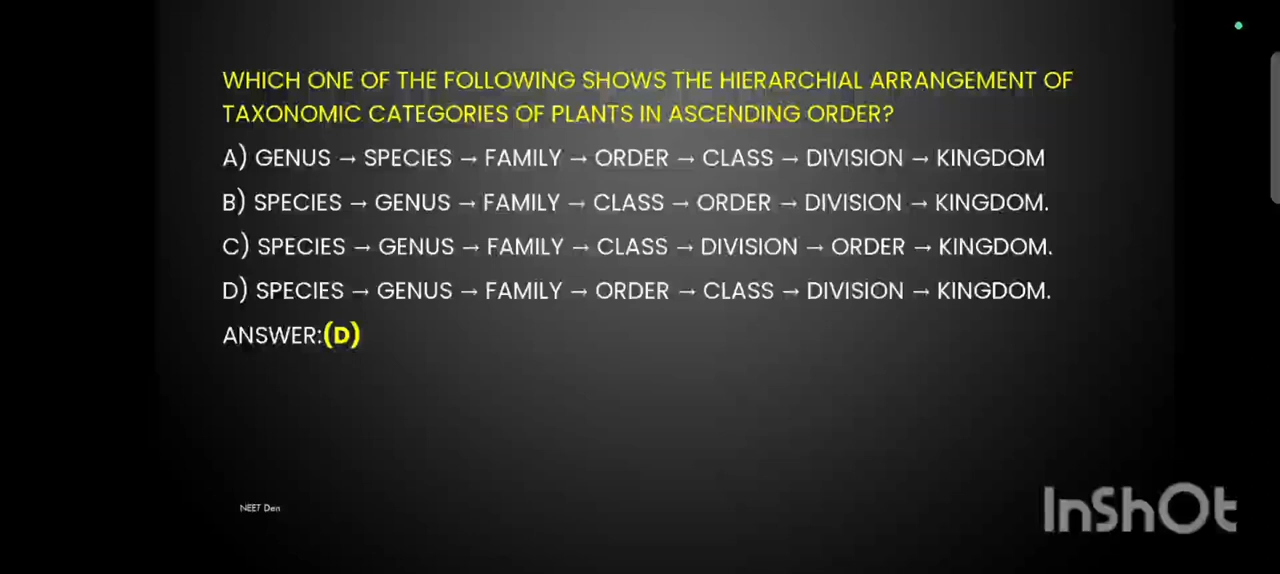 WHICH ONE OF THE FOLLOWING SHOWS THE HIERARCHIAL ARRANGEMENT OF
TAXONOMIC CATEGORIES OF PLANTS IN ASCENDING ORDER?
A) GENUS → SPECIES → FAMILY → ORDER → CLASS → DIVISION → KINGDOM
B) SPECIES → GENUS → FAMILY → CLASS → ORDER → DIVISION → KINGDOM.
C) SPECIES → GENUS → FAMILY → CLASS → DIVISION → ORDER → KINGDOM.
D) SPECIES → GENUS → FAMILY → ORDER → CLASS → DIVISION → KINGDOM.
ANSWER:(D)
NEET Den
InShOt